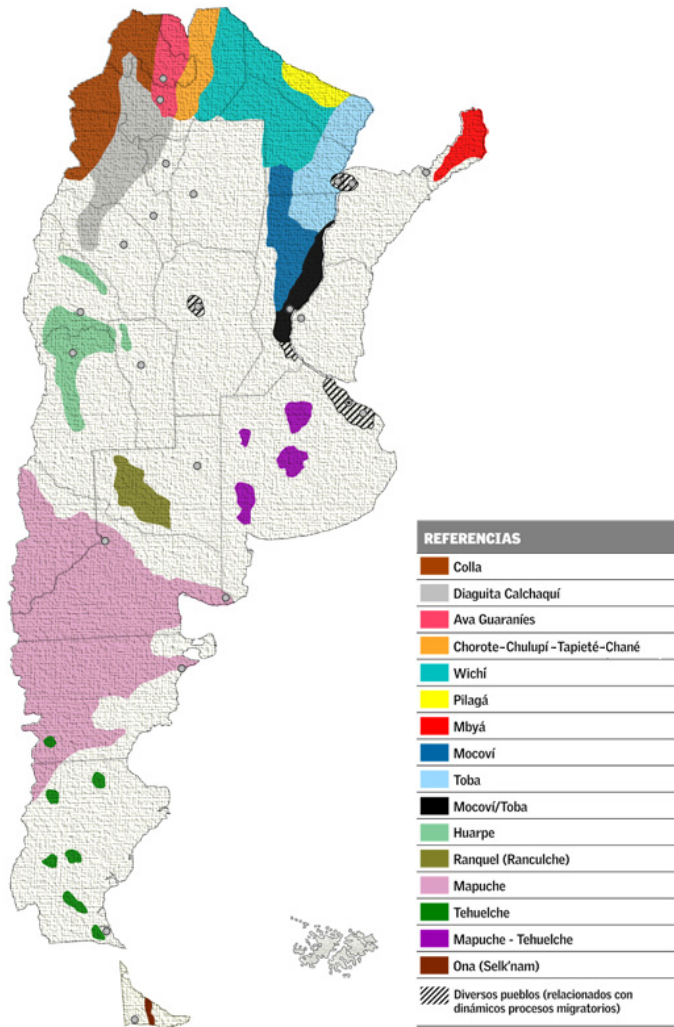 REFERENCIAS
Colla
Diaguita Calchaquí
Ava Guaraníes
Chorote-Chulupí-Tapieté-Chané
Wichí
Pilagá
Mbyá
Mocoví
Toba
Mocoví/Toba
Huarpe
Ranquel (Ranculche)
Mapuche
Tehuelche
Mapuche - Tehuelche
Ona (Selk'nam)
Diversos pueblos (relacionados con
dinámicos procesos migratorios)